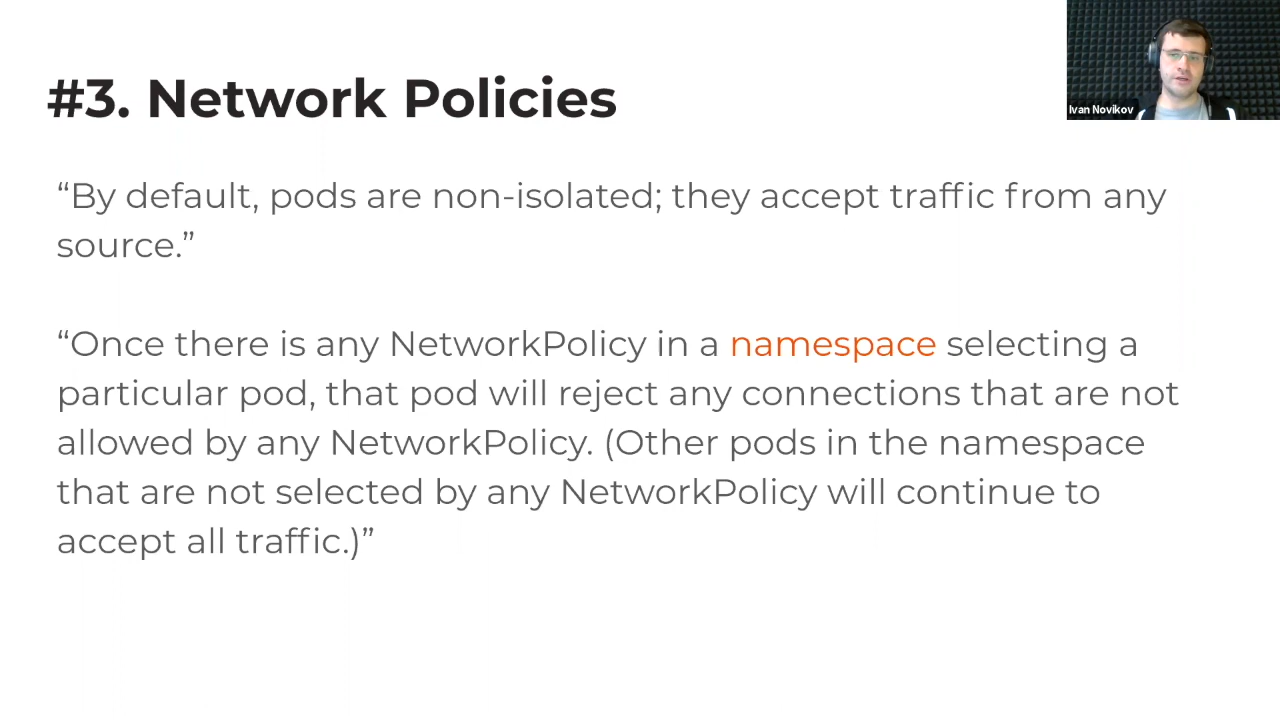 #3. Network Policies
Ivan Novikov
“By default, pods are non-isolated; they accept traffic from any
source.”
“Once there is any NetworkPolicy in a namespace selecting a
particular pod, that pod will reject any connections that are not
allowed by any NetworkPolicy. (Other pods in the namespace
that are not selected by any NetworkPolicy will continue to
accept all traffic.)”